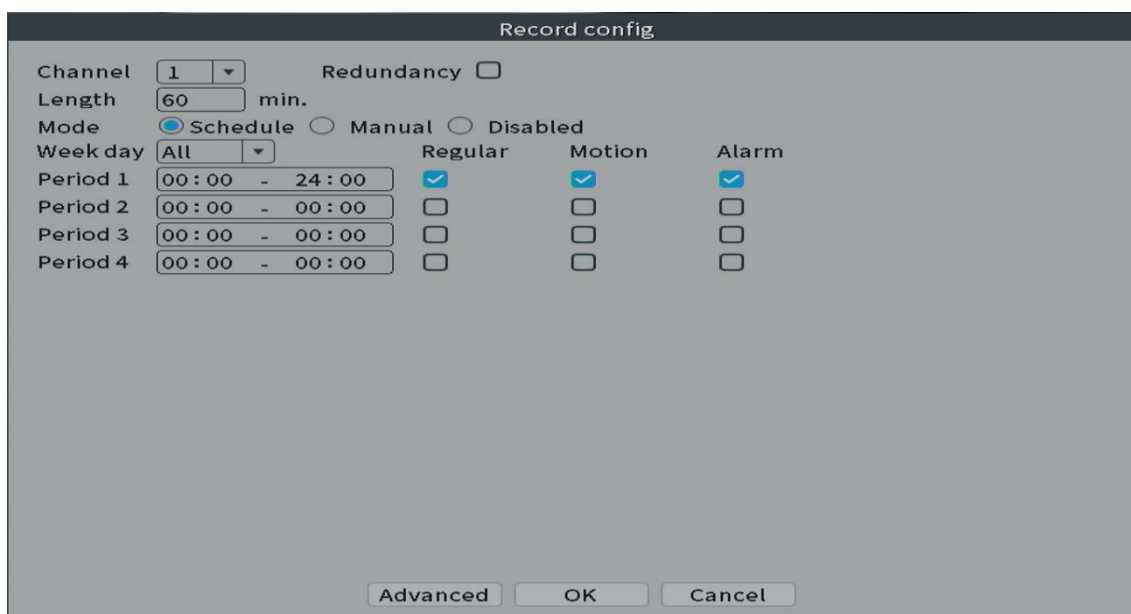 Record config
Channel 1 Redundancy
Length 60 min.
Mode Schedule Manual Disabled
Week day All Regular Motion Alarm
Period 1 00:00 - 24:00
Period 2 00:00 - 00:00
Period 3 00:00 - 00:00
Period 4 00:00 - 00:00
Advanced OK Cancel